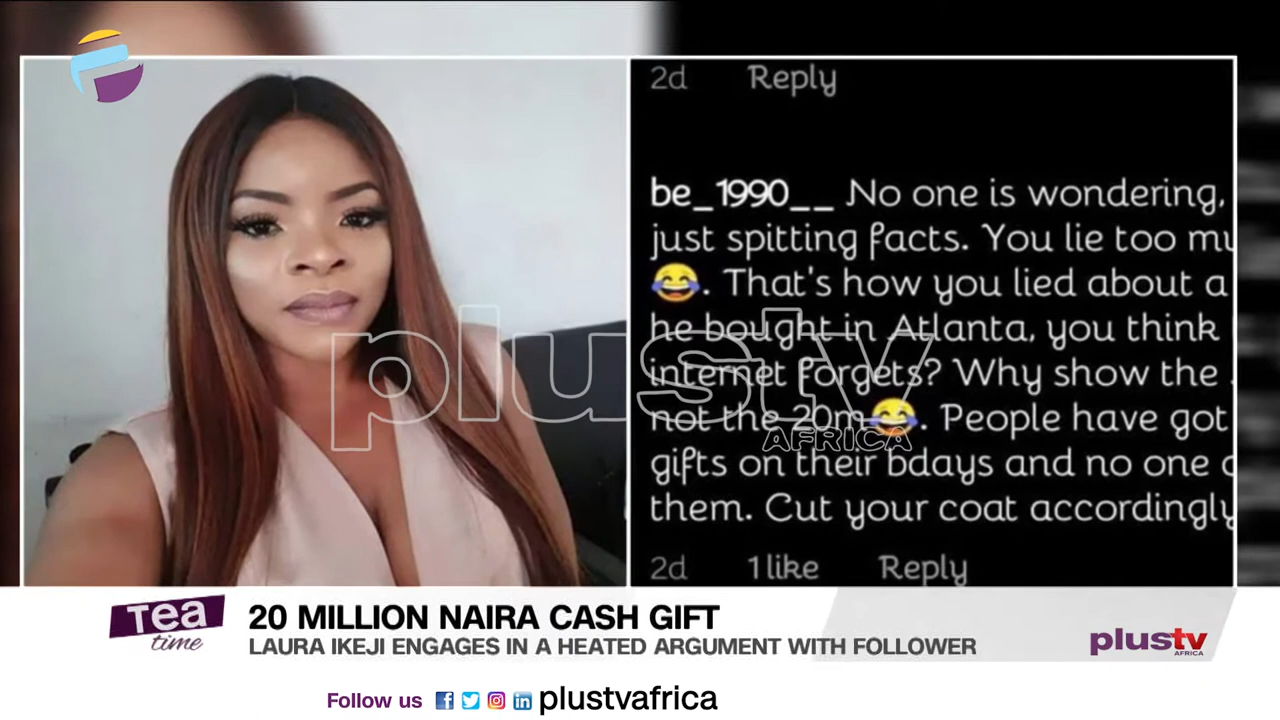 2d Reply
be_1990__ No one is wondering,
just spitting facts. You lie too mu
😂. That's how you lied about a
he bought in Atlanta, you think
internet forgets? Why show the
not the 20m😂. People have got
gifts on their bdays and no one
them. Cut your coat accordingly
2d 1 like Reply
plustv
AFRICA
Tea
time
20 MILLION NAIRA CASH GIFT
LAURA IKEJI ENGAGES IN A HEATED ARGUMENT WITH FOLLOWER
plustv
AFRICA
Follow us plustvafrica